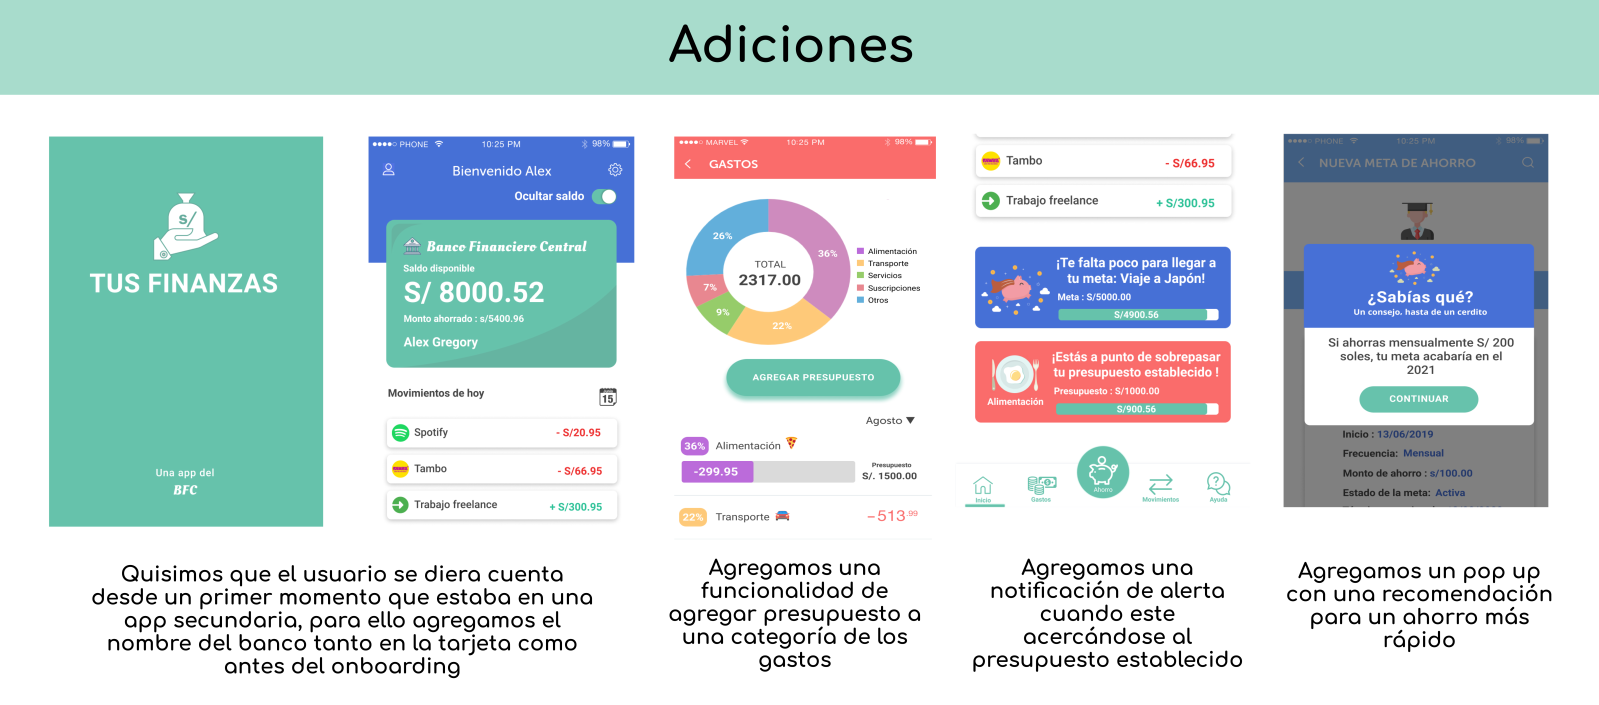 Adiciones
S/
TUS FINANZAS
Una app del
BFC
PHONE
10:25 PM
98%
Bienvenido Alex
Ocultar saldo
Banco Financiero Central
Saldo disponible
S/ 8000.52
Monto ahorrado : s/5400.96
Alex Gregory
Movimientos de hoy
15
Spotify
- S/20.95
Tambo
- S/66.95
Trabajo freelance
+ S/300.95
Quisimos que el usuario se diera cuenta
desde un primer momento que estaba en una
app secundaria, para ello agregamos el
nombre del banco tanto en la tarjeta como
antes del onboarding
MARVEL
10:25 PM
98%
GASTOS
26%
36%
7%
9%
22%
TOTAL
2317.00
Alimentación
Transporte
Servicios
Suscripciones
Otros
AGREGAR PRESUPUESTO
Agosto
36%
Alimentación
-299.95
Presupuesto
S/. 1500.00
22%
Transporte
-513.99
Agregamos una
funcionalidad de
agregar presupuesto a
una categoría de los
gastos
Tambo
- S/66.95
Trabajo freelance
+ S/300.95
¡Te falta poco para llegar a
tu meta: Viaje a Japón!
Meta : S/5000.00
S/4900.56
¡Estás a punto de sobrepasar
tu presupuesto establecido !
Alimentación
Presupuesto : S/1000.00
S/900.56
Inicio
Gastos
Ahorro
Movimientos
Ayuda
Agregamos una
notificación de alerta
cuando este
acercándose al
presupuesto establecido
PHONE
10:25 PM
98%
NUEVA META DE AHORRO
¿Sabías qué?
Un consejo, hasta de un cerdito
Si ahorras mensualmente S/ 200
soles, tu meta acabaría en el
2021
CONTINUAR
Inicio : 13/06/2019
Frecuencia: Mensual
Monto de ahorro : s/100.00
Estado de la meta: Activa
Agregamos un pop up
con una recomendación
para un ahorro más
rápido